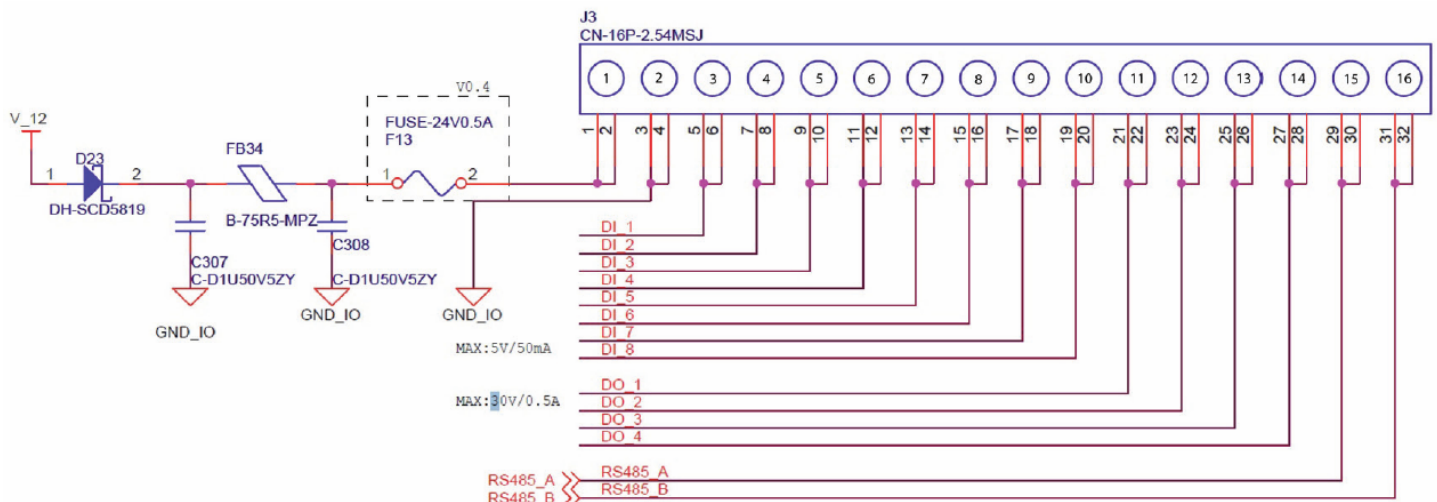 J3
CN-16P-2.54MSJ
1 2 3 4 5 6 7 8 9 10 11 12 13 14 15 16
1 2 3 4 5 6 7 8 9 10 11 12 13 14 15 16 17 18 19 20 21 22 23 24 25 26 27 28 29 30 31 32
V0.4
FUSE-24V0.5A
F13
1 2
V_12
D23
1 2
DH-SCD5819
FB34
B-75R5-MPZ
C307
C-D1U50V5ZY
GND_IO
C308
C-D1U50V5ZY
GND_IO
GND_IO
DI_1
DI_2
DI_3
DI_4
DI_5
DI_6
DI_7
MAX:5V/50mA
DI_8
DO_1
MAX:30V/0.5A
DO_2
DO_3
DO_4
RS485_A RS485_A
RS485_B RS485_B